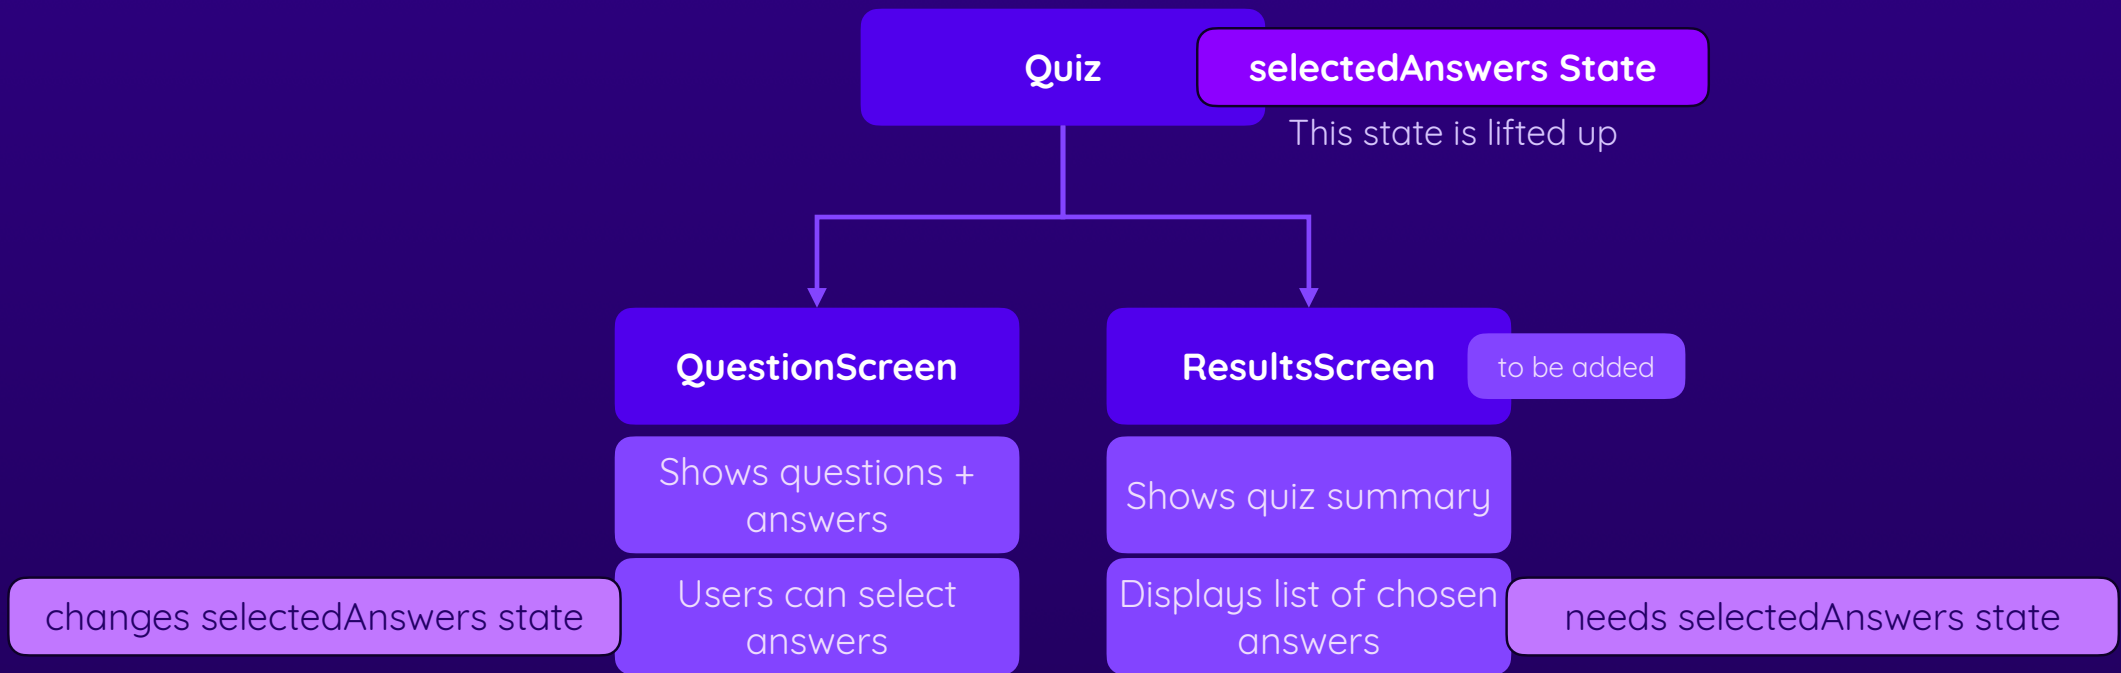 Quiz
selectedAnswers State
This state is lifted up
QuestionScreen
ResultsScreen
to be added
Shows questions +
answers
Shows quiz summary
changes selectedAnswers state
Users can select
answers
Displays list of chosen
answers
needs selectedAnswers state